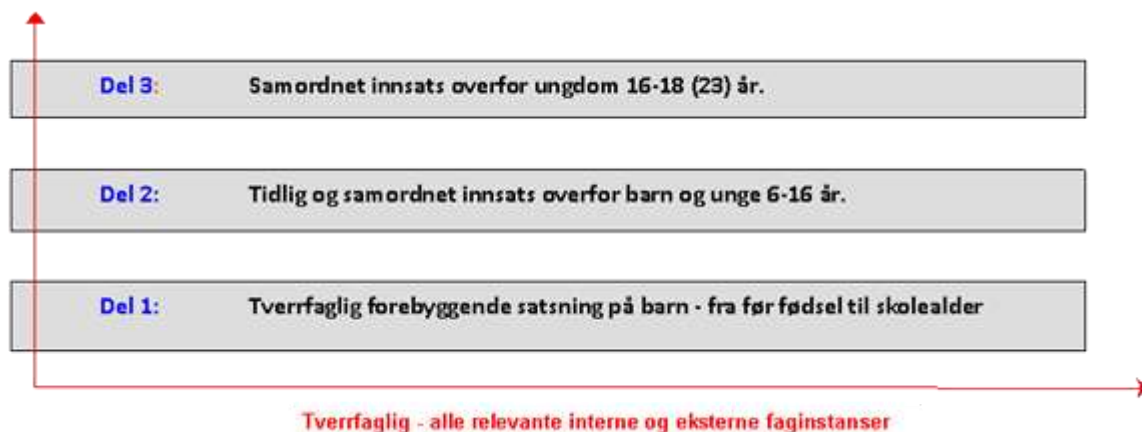 Del 3: Samordnet innsats overfor ungdom 16-18 (23) år.
Del 2: Tidlig og samordnet innsats overfor barn og unge 6-16 år.
Del 1: Tverrfaglig forebyggende satsning på barn - fra før fødsel til skolealder
Tverrfaglig - alle relevante interne og eksterne faginstanser